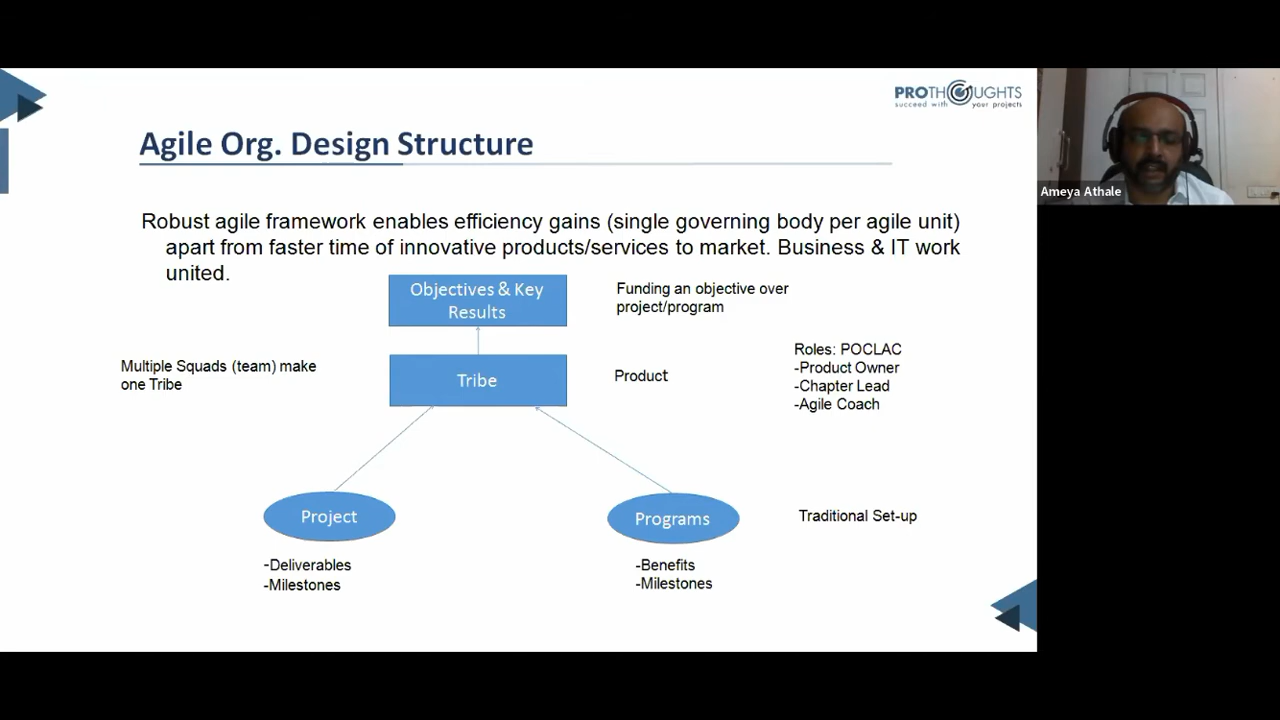 PROTHOUGHTS
succeed with your projects
Agile Org. Design Structure
Ameya Athale
Robust agile framework enables efficiency gains (single governing body per agile unit)
apart from faster time of innovative products/services to market. Business & IT work
united.
Objectives & Key
Results
Funding an objective over
project/program
Multiple Squads (team) make
one Tribe
Tribe
Product
Roles: POCLAC
-Product Owner
-Chapter Lead
-Agile Coach
Project
Programs
Traditional Set-up
-Deliverables
-Milestones
-Benefits
-Milestones